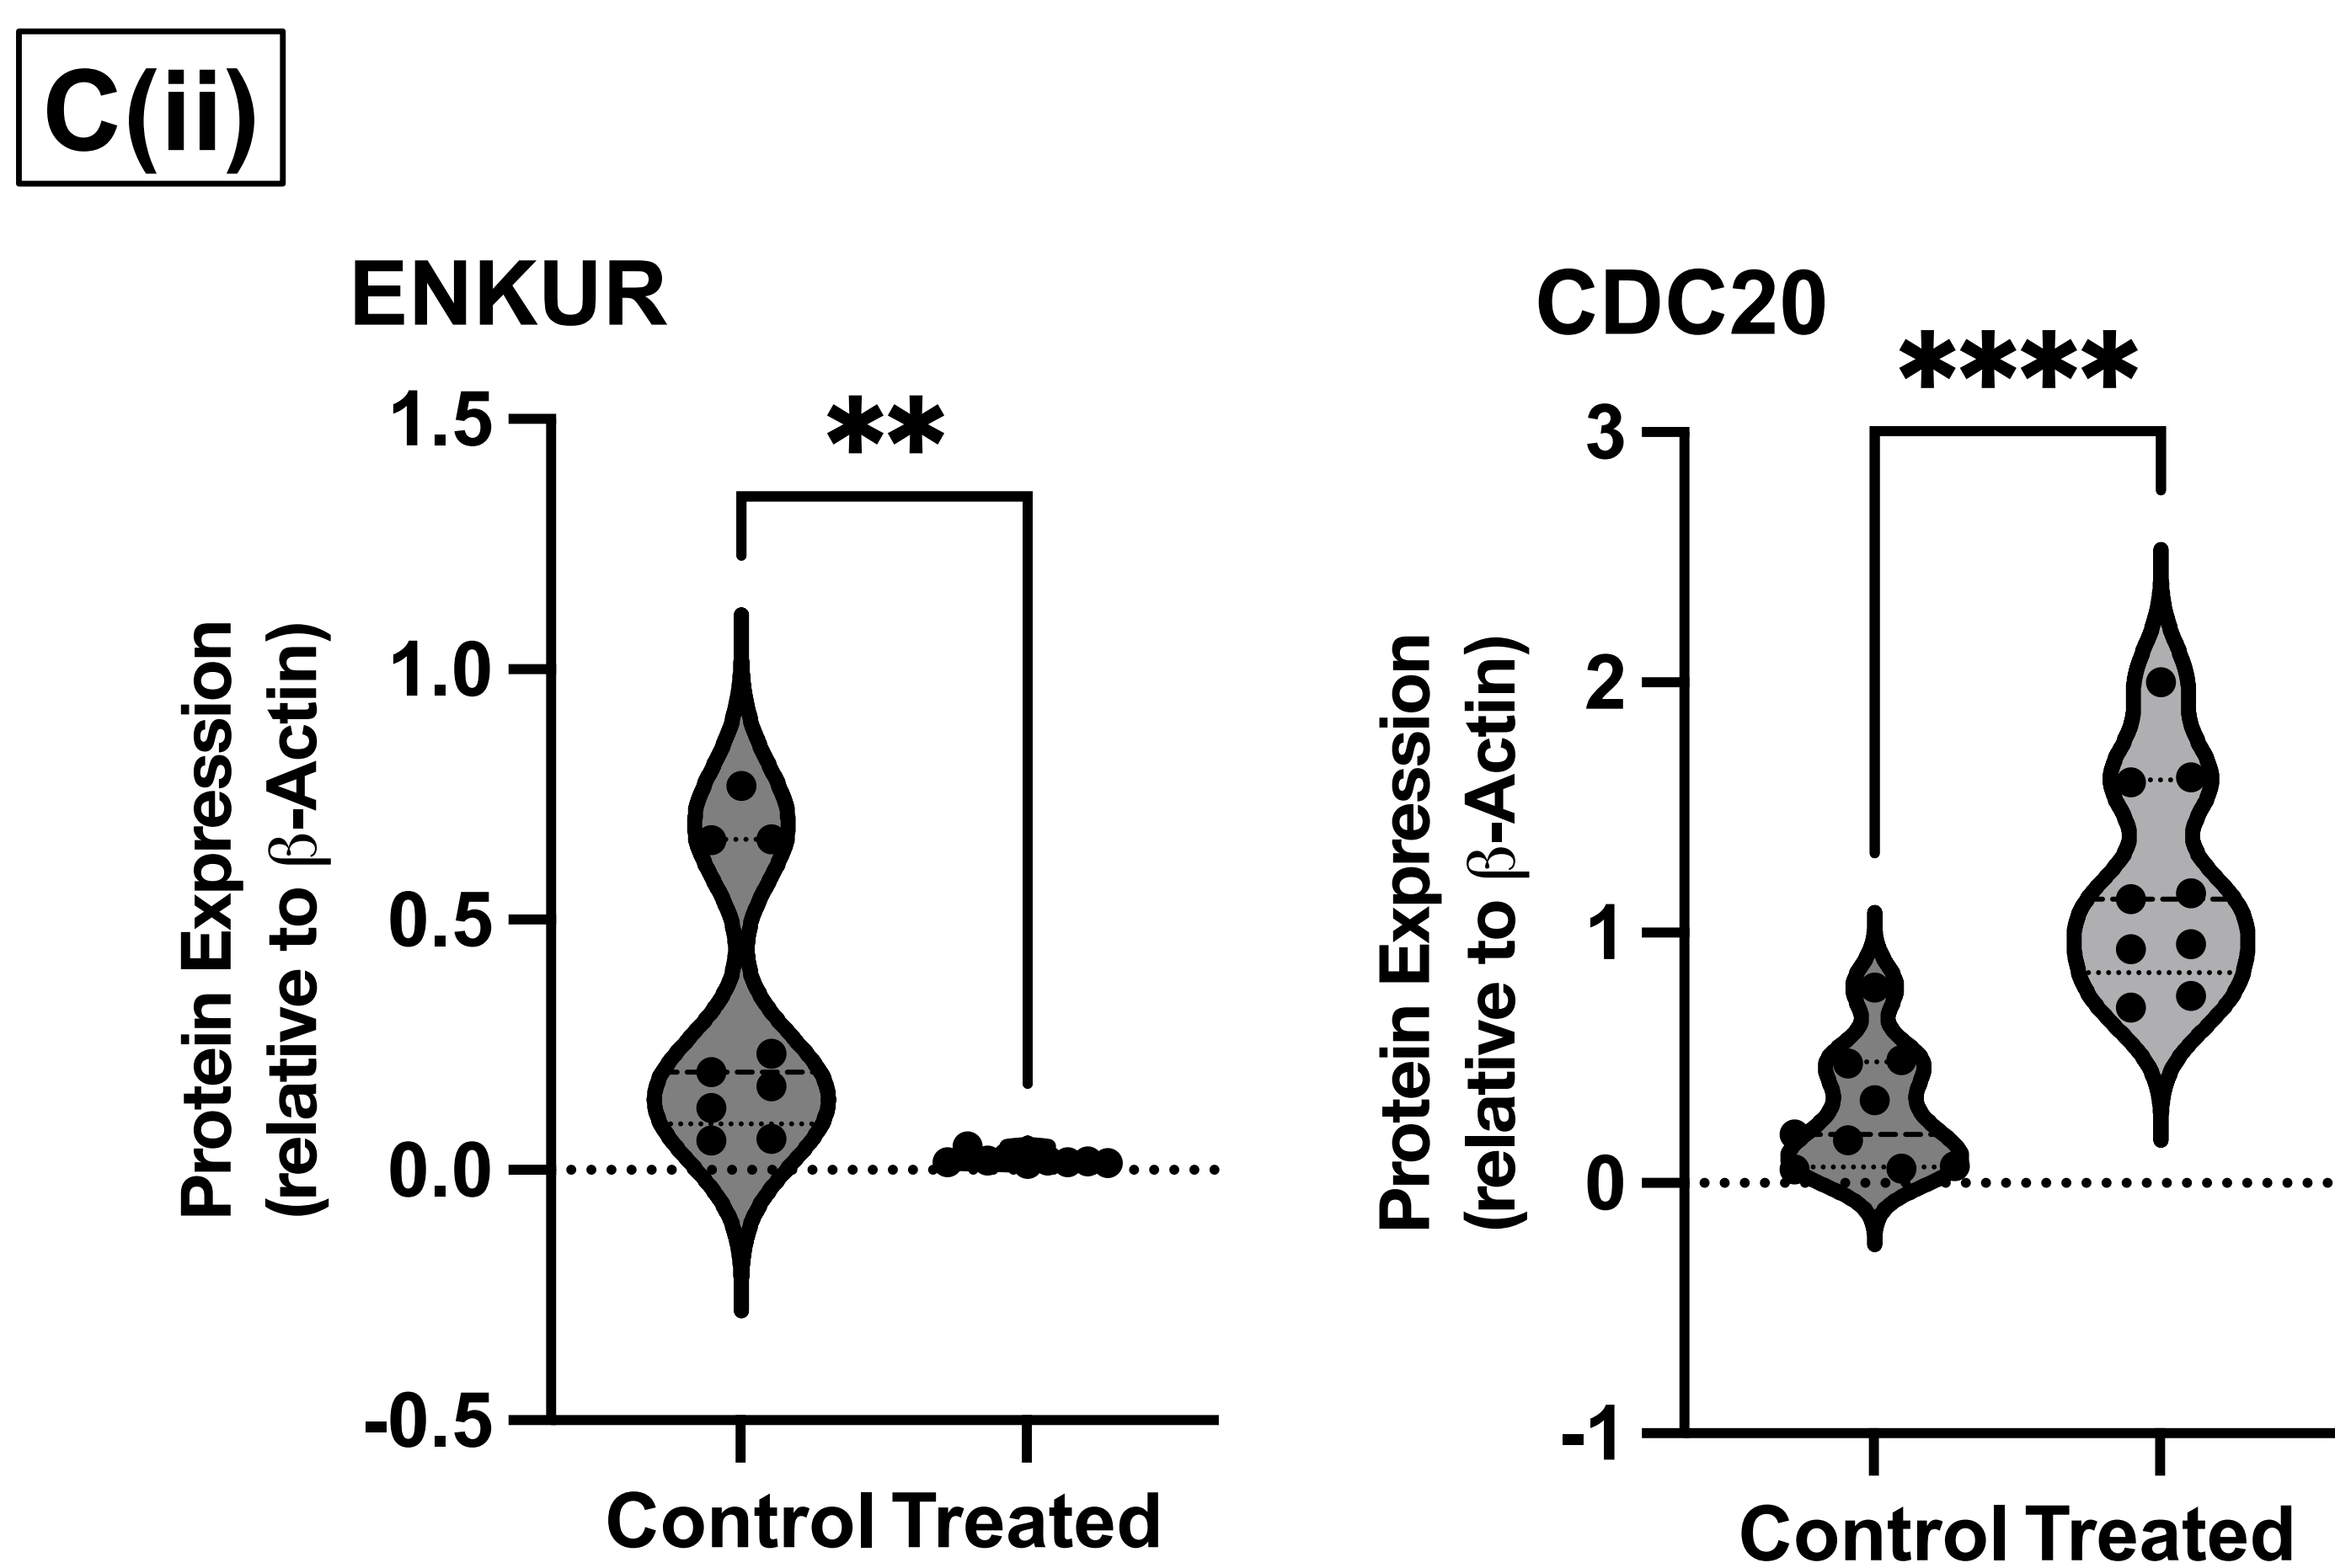 C(ii)
ENKUR
**
1.5
1.0
0.5
0.0
-0.5
Protein Expression
(relative to β-Actin)
Control Treated
CDC20
****
3
2
1
0
-1
Protein Expression
(relative to β-Actin)
Control Treated